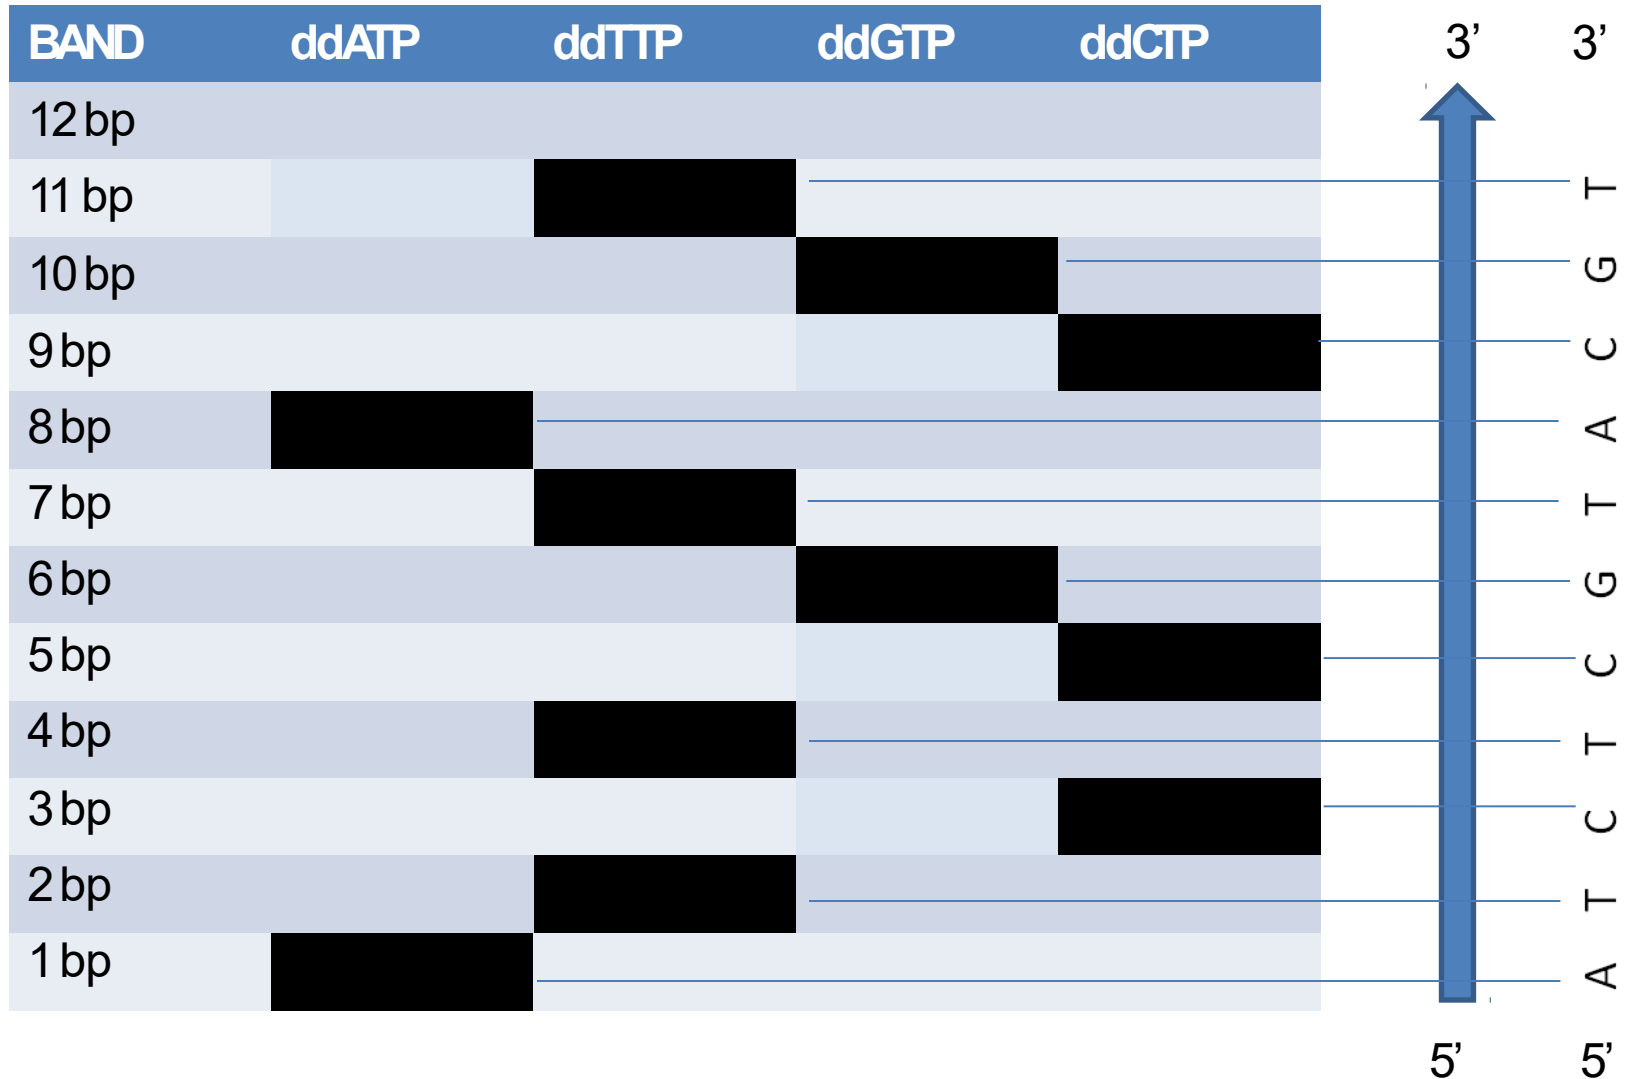 BAND ddATP ddTTP ddGTP ddCTP 3’ 3’
12 bp
11 bp T
10 bp G
9 bp C
8 bp A
7 bp T
6 bp G
5 bp C
4 bp T
3 bp C
2 bp T
1 bp A
5’ 5’